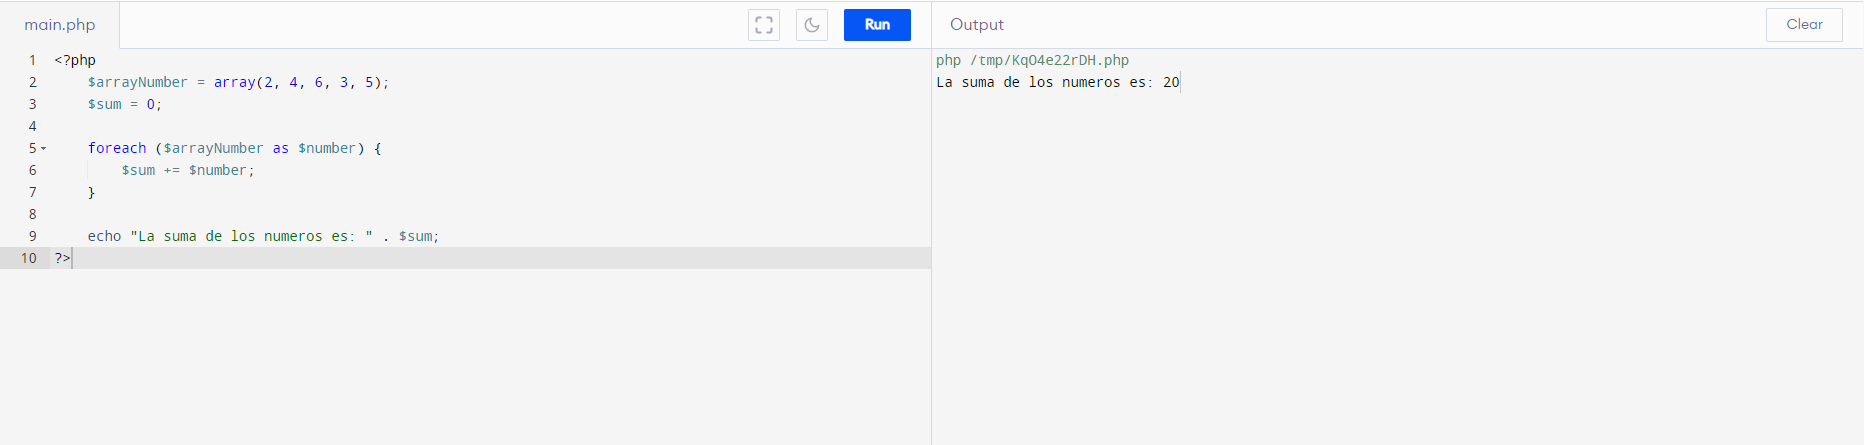 main.php
Run
1 <?php
2 $arrayNumber = array(2, 4, 6, 3, 5);
3 $sum = 0;
4
5 foreach ($arrayNumber as $number) {
6 $sum += $number;
7 }
8
9 echo "La suma de los numeros es: " . $sum;
10 ?>
Output
Clear
php /tmp/KqO4e22rDH.php
La suma de los numeros es: 20